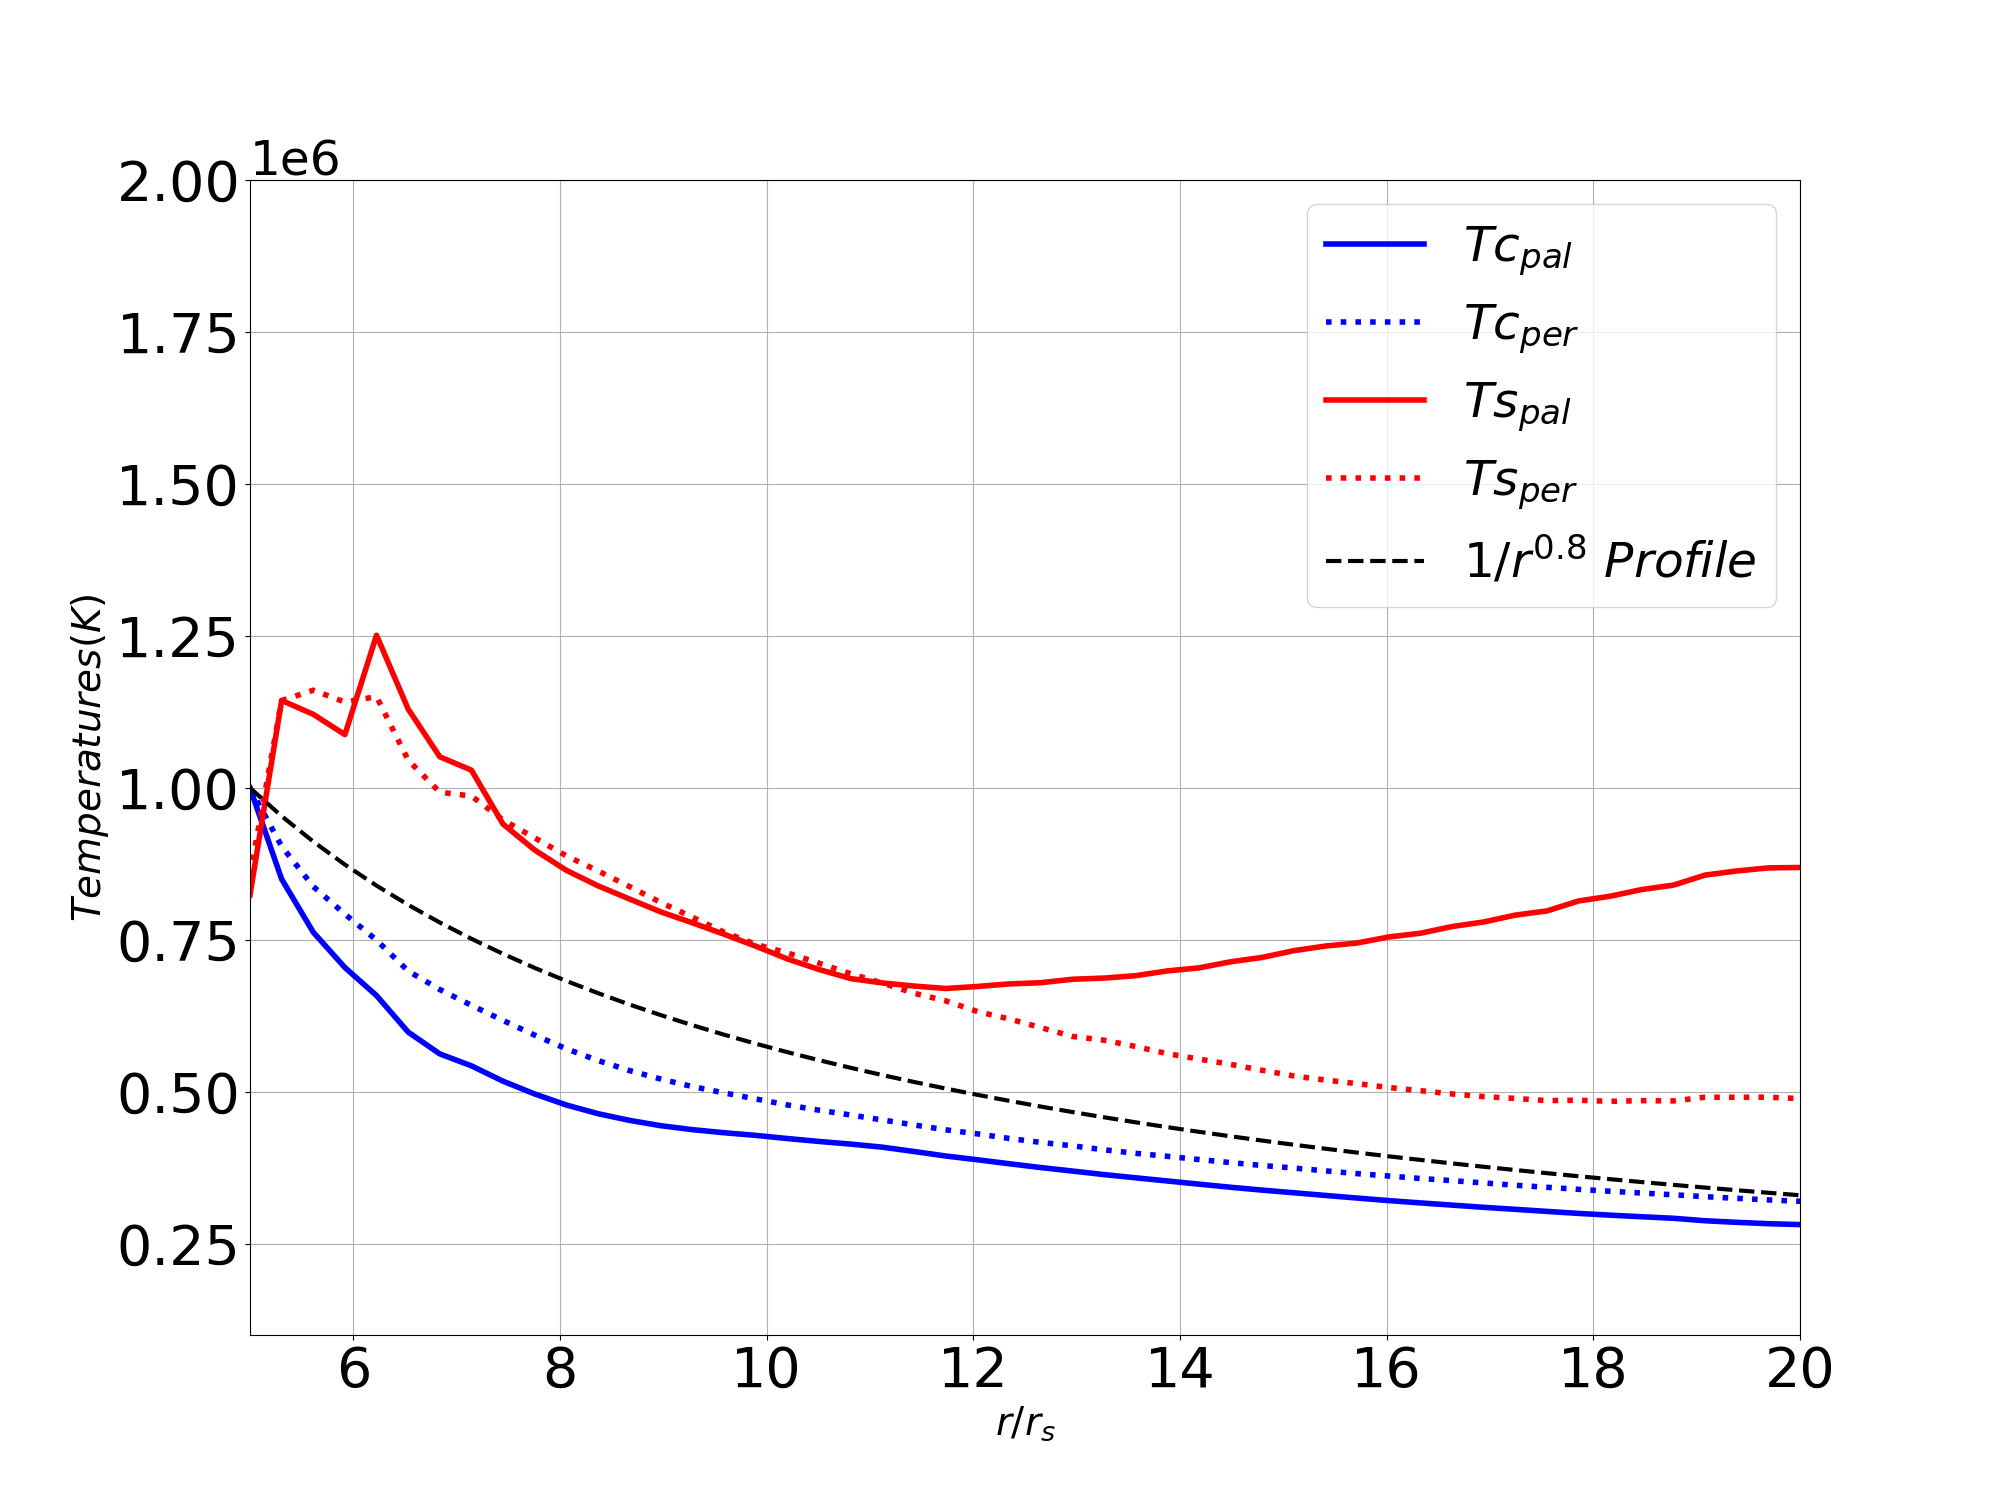 1e6
2.00
1.75
1.50
1.25
1.00
0.75
0.50
0.25
Temperatures(K)
Tc_pal
Tc_per
Ts_pal
Ts_per
1/r^0.8 Profile
6 8 10 12 14 16 18 20
r/r_s